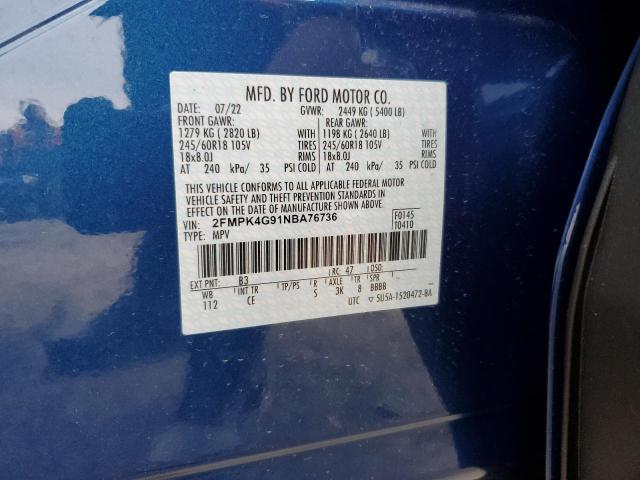 MFD. BY FORD MOTOR CO.
DATE: 07/22 GVWR: 2449 KG ( 5400 LB)
FRONT GAWR: REAR GAWR:
1279 KG ( 2820 LB) WITH 1198 KG ( 2640 LB) WITH
245/60R18 105V TIRES 245/60R18 105V TIRES
18x8.0J RIMS 18x8.0J RIMS
AT 240 kPa/ 35 PSI COLD AT 240 kPa/ 35 PSI COLD
THIS VEHICLE CONFORMS TO ALL APPLICABLE FEDERAL MOTOR
VEHICLE SAFETY AND THEFT PREVENTION STANDARDS IN EFFECT
ON THE DATE OF MANUFACTURE SHOWN ABOVE.
VIN: 2FMPK4G91NBA76736 F0145
TYPE: MPV T0410
EXT PNT: B3 RC: 47 DSO:
WB INT TR TP/PS R AXLE TR SPR
112 CE S 3K 8 BBBB
UTC ▽ 5U5A-1520472-BA